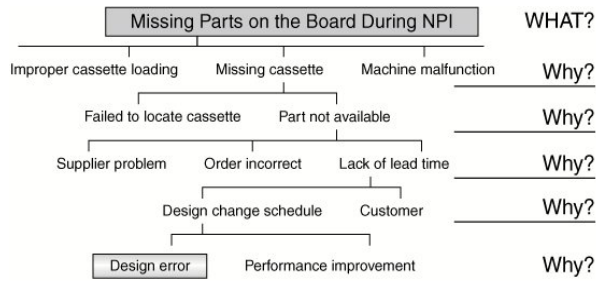 Missing Parts on the Board During NPI WHAT?
Improper cassette loading Missing cassette Machine malfunction Why?
Failed to locate cassette Part not available Why?
Supplier problem Order incorrect Lack of lead time Why?
Design change schedule Customer Why?
Design error Performance improvement Why?